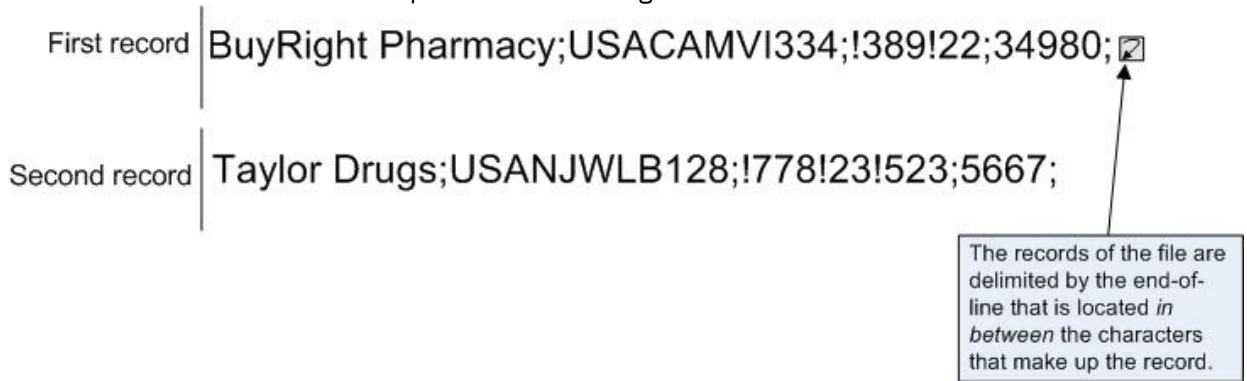 First record BuyRight Pharmacy;USACAMVI334;!389!22;34980;
Second record Taylor Drugs;USANJWLB128;!778!23!523;5667;
The records of the file are
delimited by the end-of-
line that is located in
between the characters
that make up the record.